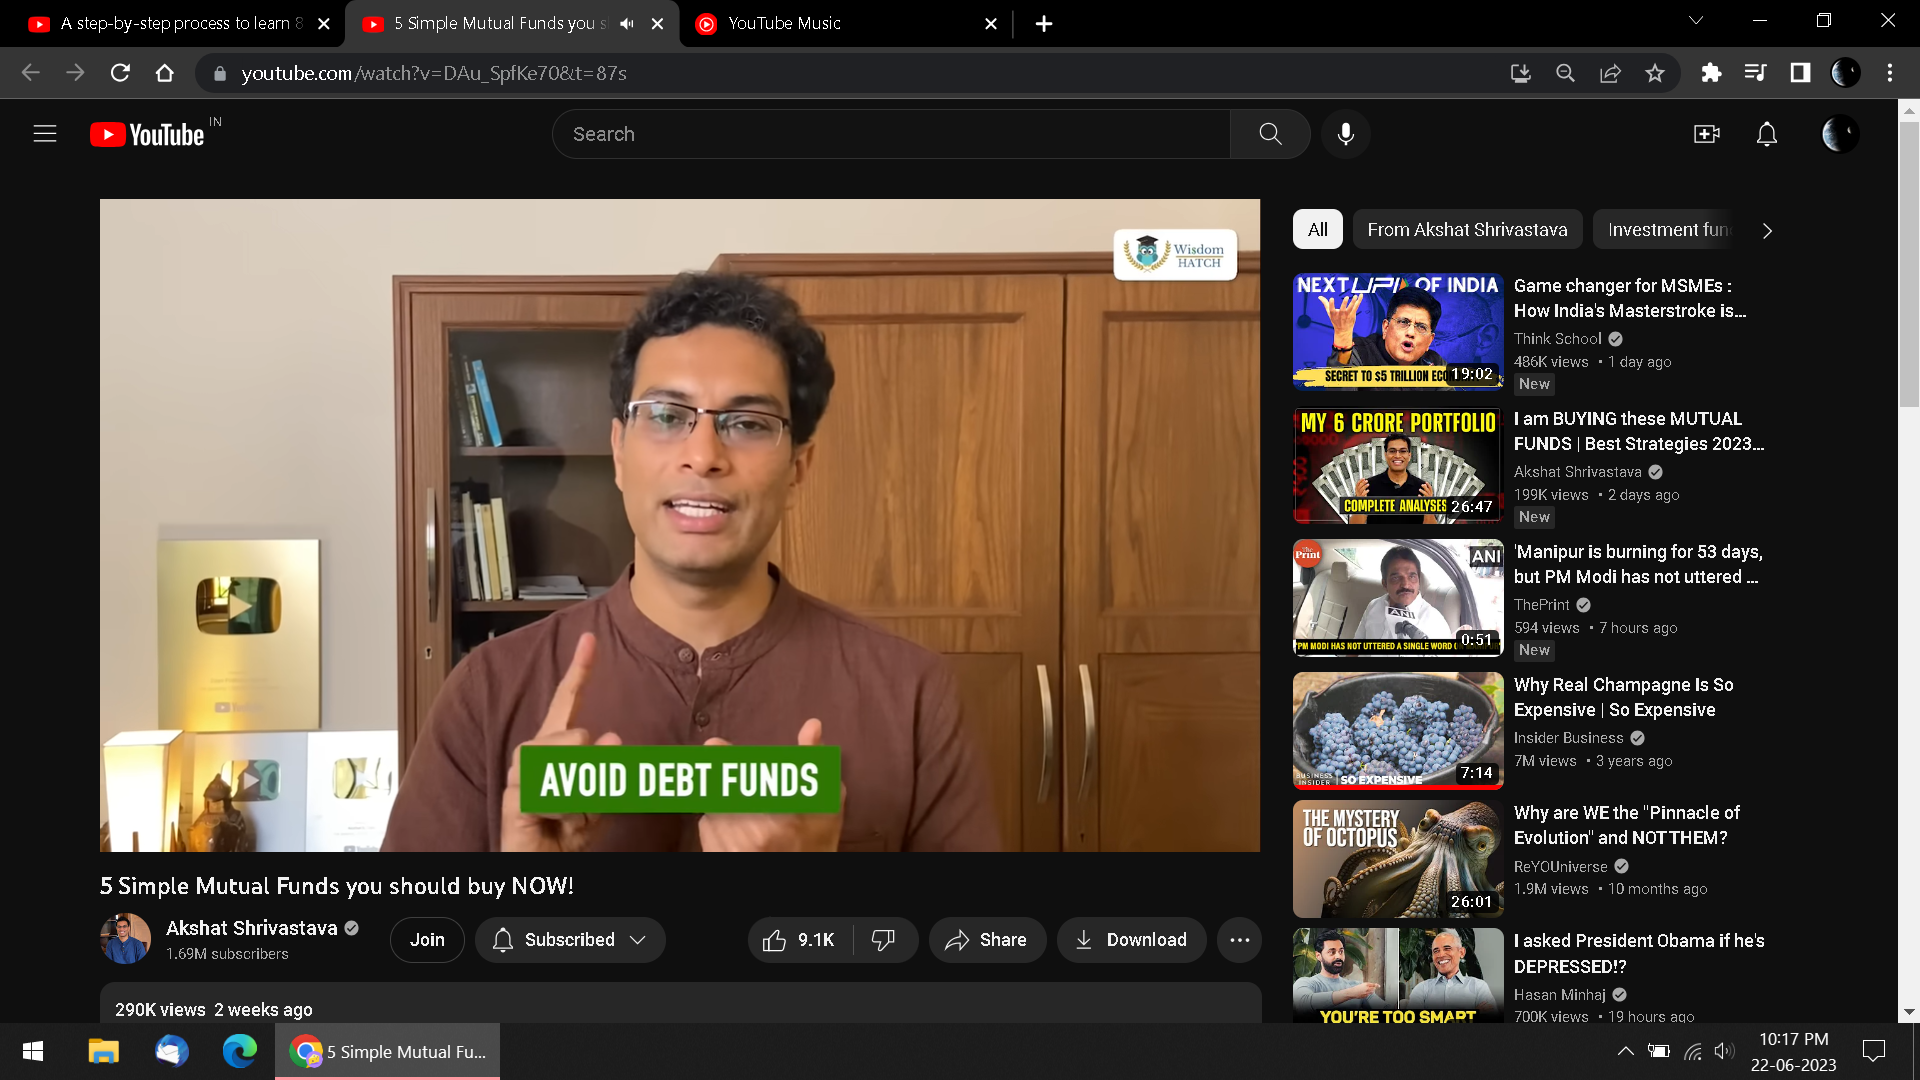 A step-by-step process to learn 8
5 Simple Mutual Funds you s
YouTube Music
youtube.com/watch?v=DAu_SpfKe70&t=87s
YouTube IN
Search
Wisdom
HATCH
AVOID DEBT FUNDS
5 Simple Mutual Funds you should buy NOW!
Akshat Shrivastava
1.69M subscribers
Join
Subscribed
9.1K
Share
Download
290K views 2 weeks ago
All
From Akshat Shrivastava
Investment fun
NEXT UPI OF INDIA
SECRET TO $5 TRILLION ECO
19:02
Game changer for MSMEs :
How India's Masterstroke is...
Think School
486K views • 1 day ago
New
MY 6 CRORE PORTFOLIO
COMPLETE ANALYSES
26:47
I am BUYING these MUTUAL
FUNDS | Best Strategies 2023...
Akshat Shrivastava
199K views • 2 days ago
New
The Print
ANI
ANI
0:51
PM MODI HAS NOT UTTERED A SINGLE WORD
'Manipur is burning for 53 days,
but PM Modi has not uttered ...
ThePrint
594 views • 7 hours ago
New
BUSINESS
INSIDER | SO EXPENSIVE
7:14
Why Real Champagne Is So
Expensive | So Expensive
Insider Business
7M views • 3 years ago
THE MYSTERY
OF OCTOPUS
26:01
Why are WE the "Pinnacle of
Evolution" and NOT THEM?
ReYOUniverse
1.9M views • 10 months ago
YOU'RE TOO SMART
I asked President Obama if he's
DEPRESSED!?
Hasan Minhaj
700K views • 19 hours ago
5 Simple Mutual Fu...
10:17 PM
22-06-2023